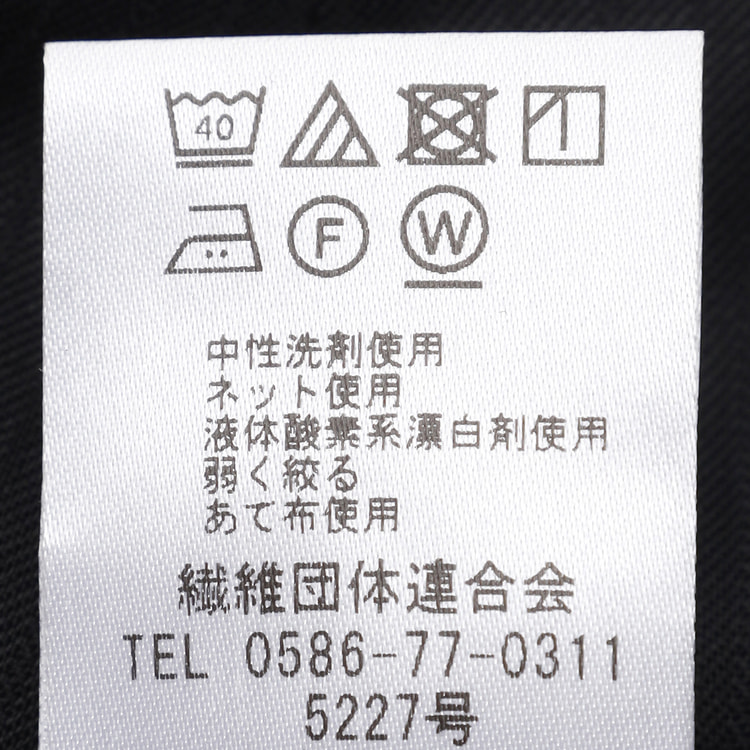 40
F W
中性洗剤使用
ネット使用
液体酸素系漂白剤使用
弱く絞る
あて布使用
繊維団体連合会
TEL 0586-77-0311
5227号